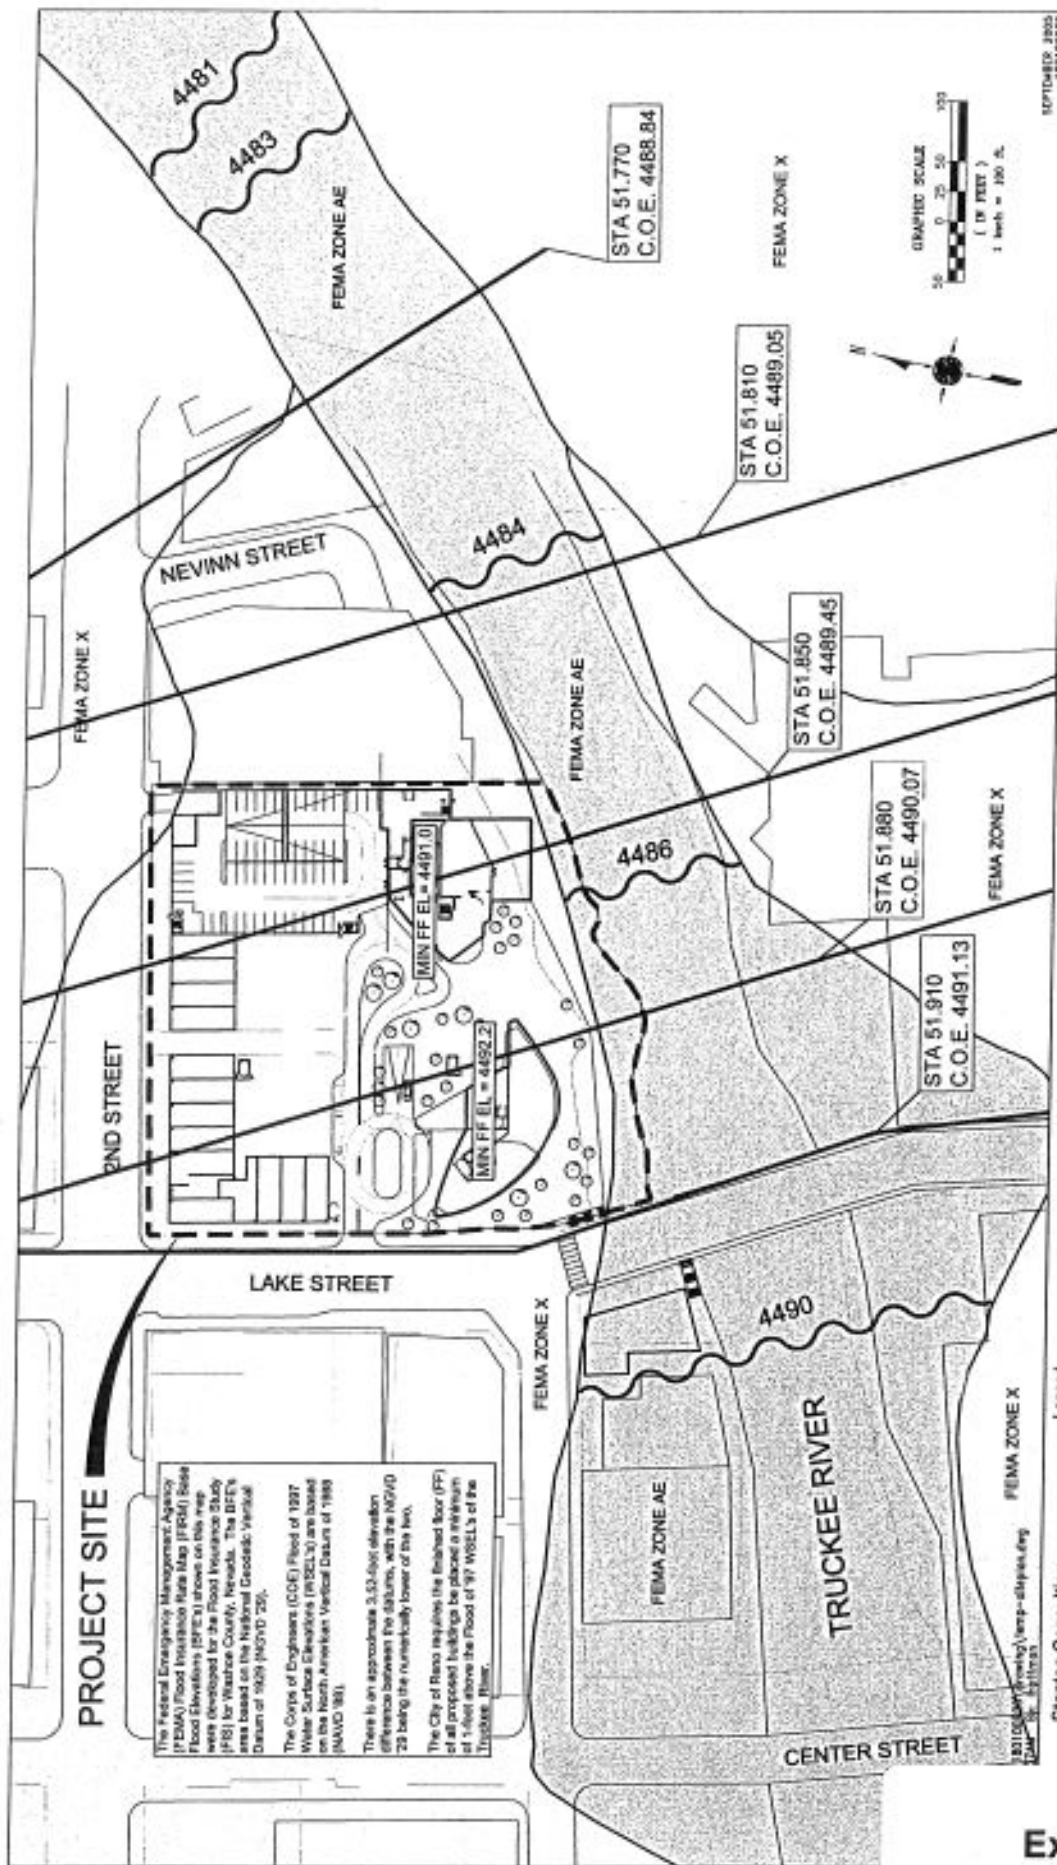 PROJECT SITE
The Federal Emergency Management Agency
(FEMA) Flood Insurance Rate Map (FIRM) Base
Flood Elevations (BFE's) shown on this map
were developed for the Flood Insurance Study
(FIS) for Washoe County, Nevada. The BFE's
are based on the National Geodetic Vertical
Datum of 1929 (NGVD '29).
The Corps of Engineers (COE) Flood of 1997
Water Surface Elevations (WSEL's) are based
on the North American Vertical Datum of 1988
(NAVD '88).
There is an approximate 3.52-foot elevation
difference between the datums, with the NGVD
'29 being the numerically lower of the two.
The City of Reno requires the finished floor (FF)
of all proposed buildings be placed a minimum
of 1-foot above the Flood of '97 WSEL's of the
Truckee River.
2ND STREET
LAKE STREET
NEVINN STREET
CENTER STREET
TRUCKEE RIVER
FEMA ZONE X
FEMA ZONE X
FEMA ZONE X
FEMA ZONE X
FEMA ZONE X
FEMA ZONE AE
FEMA ZONE AE
FEMA ZONE AE
MIN FF EL = 4492.2
MIN FF EL = 4491.0
4490
4486
4484
4483
4481
STA 51.910
C.O.E. 4491.13
STA 51.880
C.O.E. 4490.07
STA 51.850
C.O.E. 4489.45
STA 51.810
C.O.E. 4489.05
STA 51.770
C.O.E. 4488.84
N
GRAPHIC SCALE
50 0 25 50 100
( IN FEET )
1 inch = 100 ft.
SEPTEMBER 2005
Ex